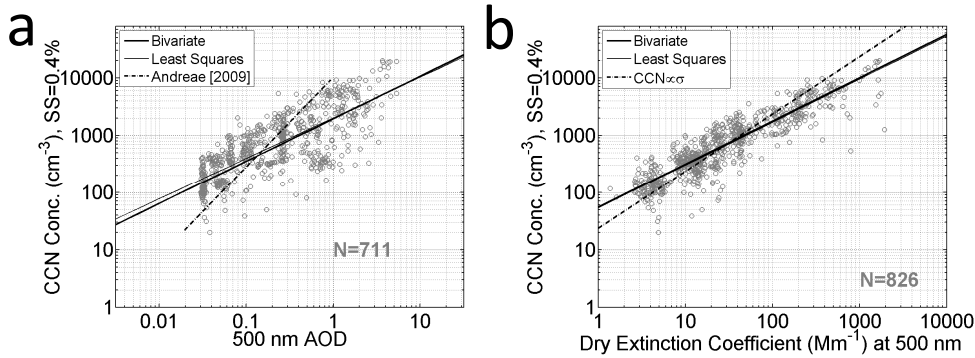 a
Bivariate
Least Squares
Andreae [2009]
CCN Conc. (cm⁻³), SS=0.4%
10000
1000
100
10
1
0.01
0.1
1
10
500 nm AOD
N=711
b
Bivariate
Least Squares
CCN∝σ
CCN Conc. (cm⁻³), SS=0.4%
10000
1000
100
10
1
1
10
100
1000
10000
Dry Extinction Coefficient (Mm⁻¹) at 500 nm
N=826